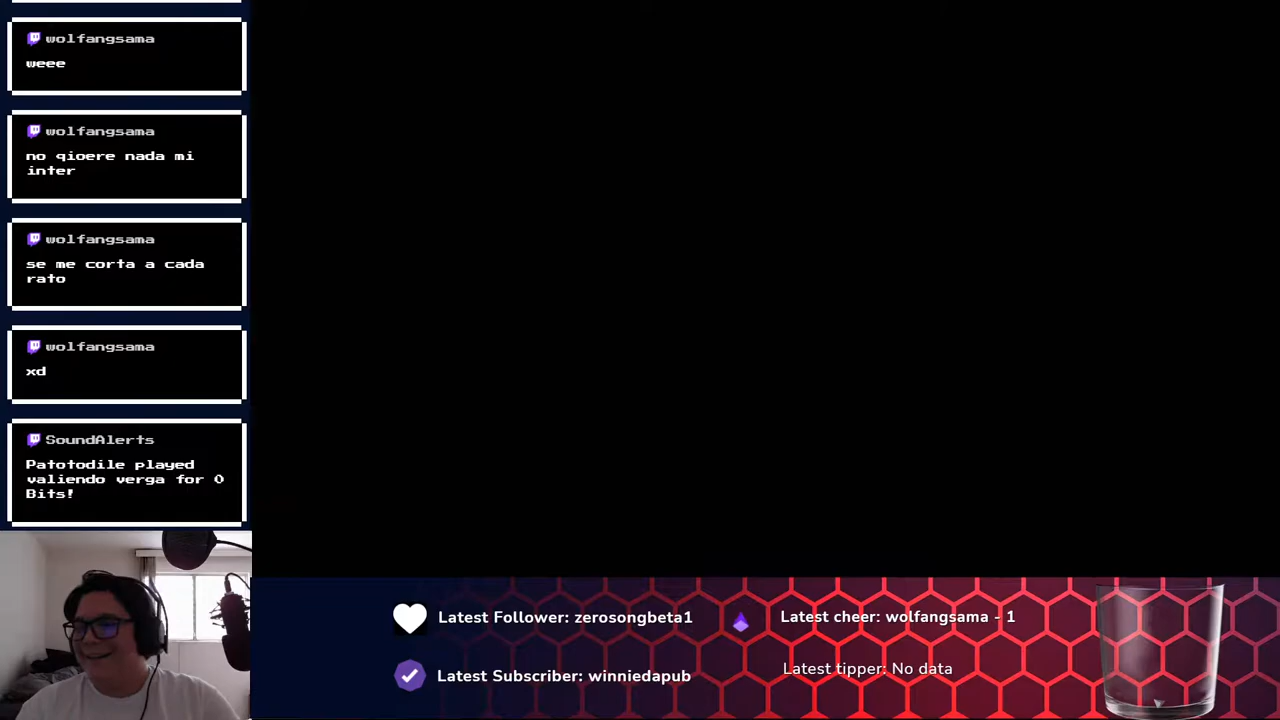 wolfangsama
weee
wolfangsama
no qioere nada mi
inter
wolfangsama
se me corta a cada
rato
wolfangsama
xd
SoundAlerts
Patotodile played
valiendo verga for 0
Bits!
Latest Follower: zerosongbeta1
Latest cheer: wolfangsama - 1
Latest Subscriber: winniedapub
Latest tipper: No data